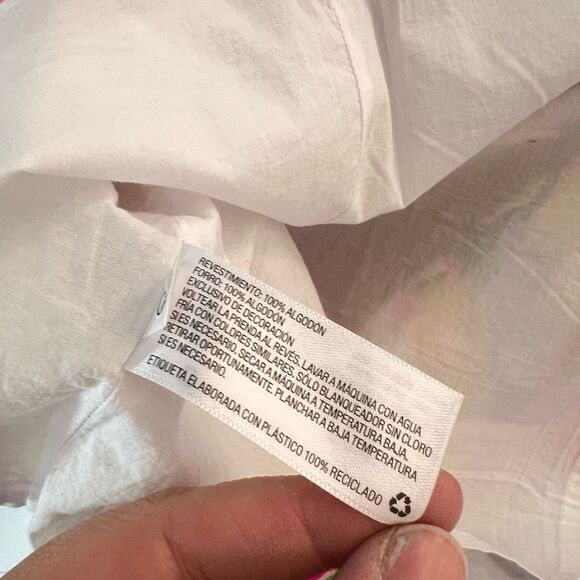 REVESTIMIENTO: 100% ALGODÓN
FORRO: 100% ALGODÓN
EXCLUSIVO DE DECORACIÓN
VOLTEAR LA PRENDA AL REVÉS. LAVAR A MÁQUINA CON AGUA
FRÍA CON COLORES SIMILARES. SÓLO BLANQUEADOR SIN CLORO
SI ES NECESARIO. SECAR A MÁQUINA A TEMPERATURA BAJA,
RETIRAR OPORTUNAMENTE. PLANCHAR A BAJA TEMPERATURA
SI ES NECESARIO.
ETIQUETA ELABORADA CON PLÁSTICO 100% RECICLADO